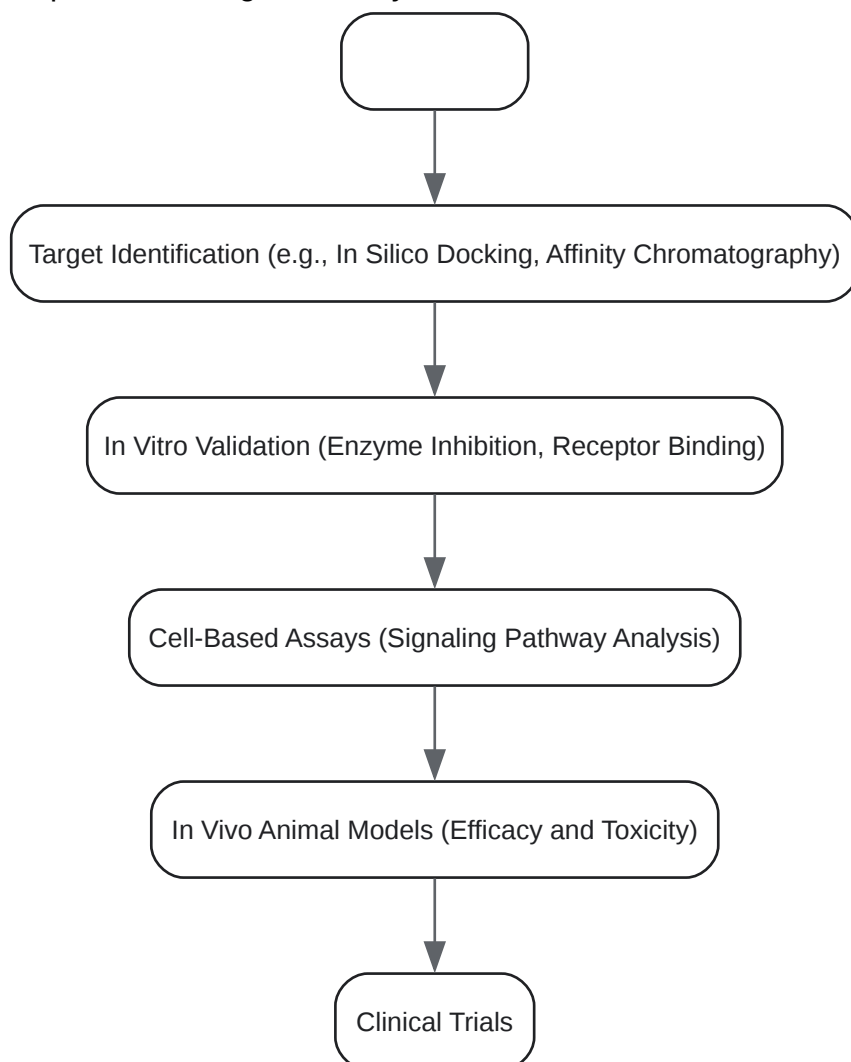 Target Identification (e.g., In Silico Docking, Affinity Chromatography)
In Vitro Validation (Enzyme Inhibition, Receptor Binding)
Cell-Based Assays (Signaling Pathway Analysis)
In Vivo Animal Models (Efficacy and Toxicity)
Clinical Trials